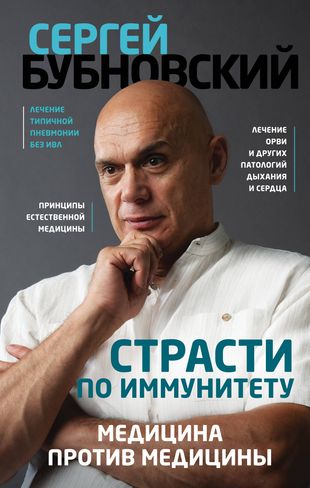 СЕРГЕЙ
БУБНОВСКИЙ
ЛЕЧЕНИЕ
ТИПИЧНОЙ
ПНЕВМОНИИ
БЕЗ ИВЛ
ЛЕЧЕНИЕ
ОРВИ
И ДРУГИХ
ПАТОЛОГИЙ
ДЫХАНИЯ
И СЕРДЦА
ПРИНЦИПЫ
ЕСТЕСТВЕННОЙ
МЕДИЦИНЫ
СТРАСТИ
ПО ИММУНИТЕТУ
МЕДИЦИНА
ПРОТИВ МЕДИЦИНЫ